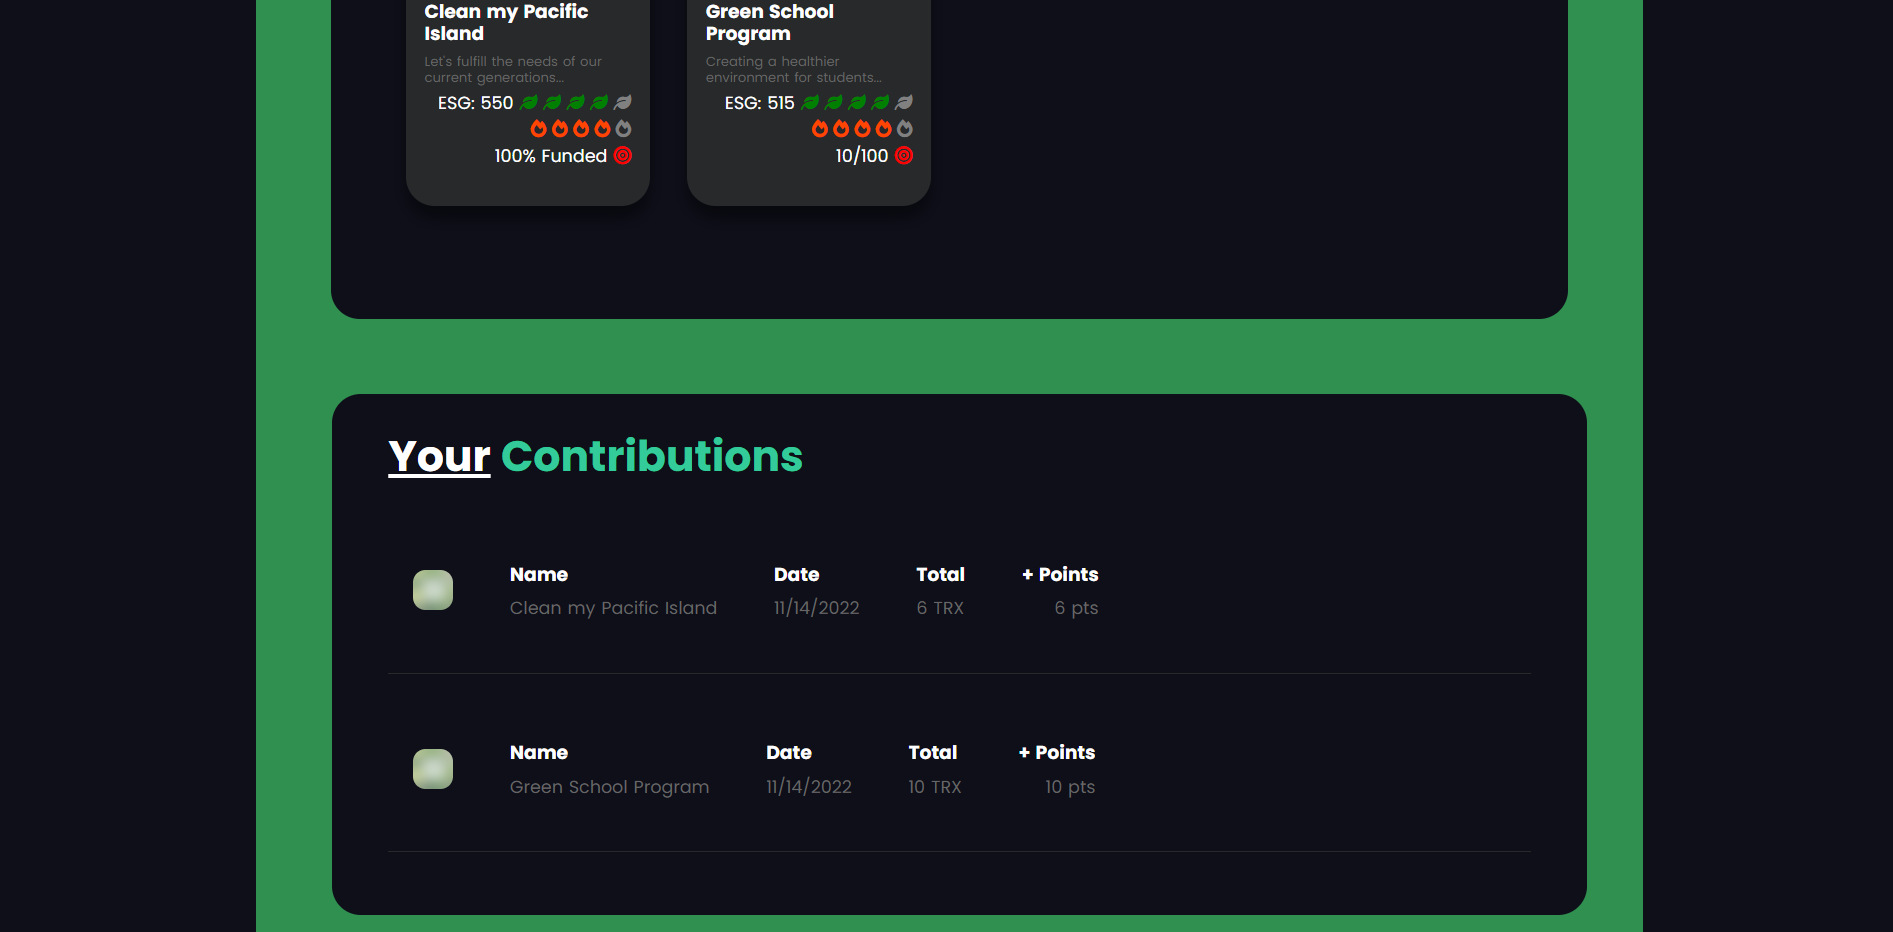 Clean my Pacific
Island
Let's fulfill the needs of our
current generations...
ESG: 550
100% Funded
Green School
Program
Creating a healthier
environment for students...
ESG: 515
10/100
Your Contributions
Name Date Total + Points
Clean my Pacific Island 11/14/2022 6 TRX 6 pts
Name Date Total + Points
Green School Program 11/14/2022 10 TRX 10 pts